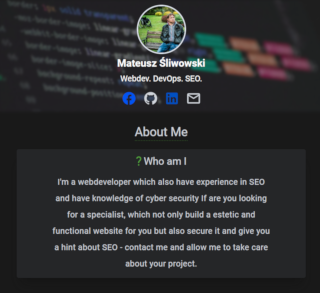 Mateusz Śliwowski
Webdev. DevOps. SEO.
About Me
?Who am I
I'm a webdeveloper which also have experience in SEO
and have knowledge of cyber security If are you looking
for a specialist, which not only build a estetic and
functional website for you but also secure it and give you
a hint about SEO - contact me and allow me to take care
about your project.